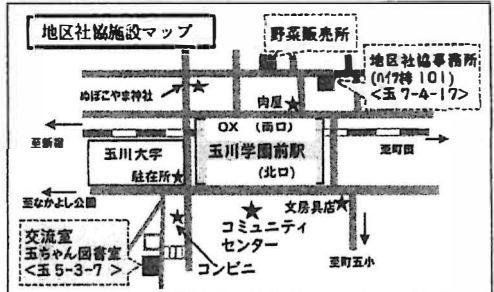 地区社協施設マップ
野菜販売所
地区社協事務所
(ハイブ柿 101)
<玉 7-4-17>
ぬぼこやま神社
肉屋
OX (南口)
至新宿
玉川学園前駅
至町田
玉川大学
(北口)
駐在所
至なかよし公園
文房具店
コミュニティ
センター
交流室
玉ちゃん図書室
<玉 5-3-7>
コンビニ
至町五小